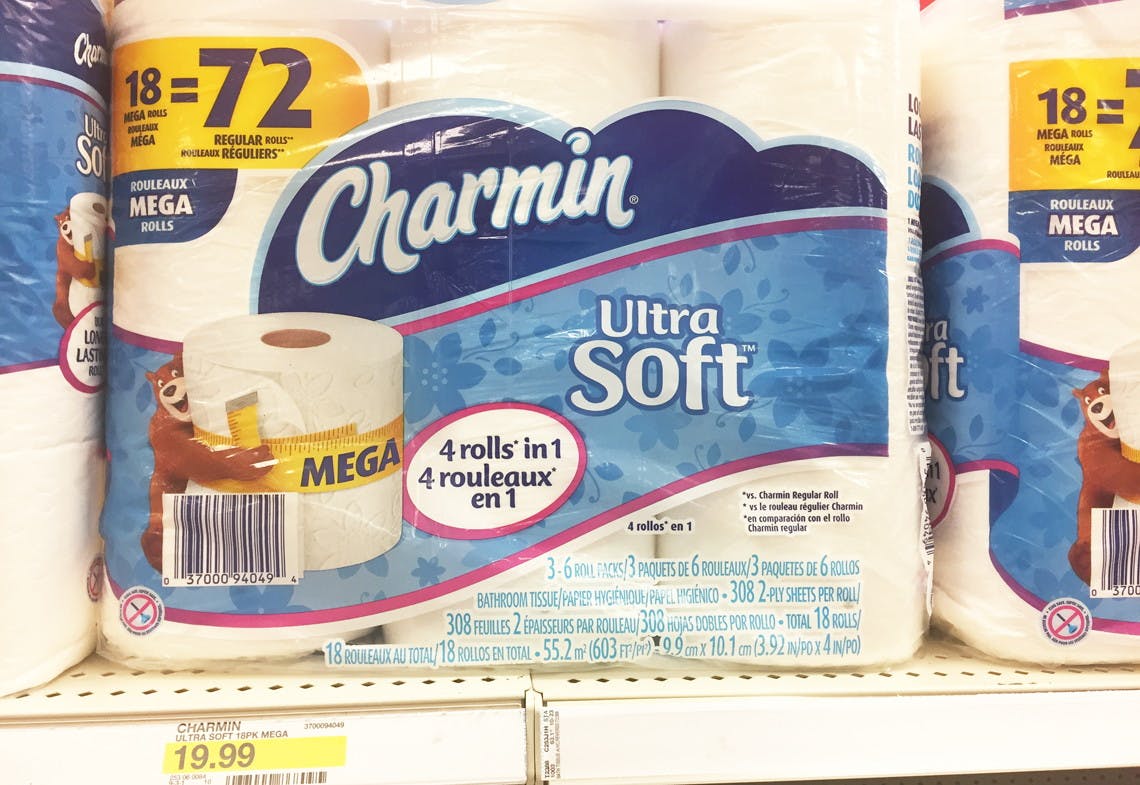 18
MEGA ROLLS
ROULEAUX
MÉGA
=72
REGULAR ROLLS**
ROULEAUX RÉGULIERS**
ROULEAUX
MEGA
ROLLS
Charmin®
Ultra
Soft™
MEGA
4 rolls* in 1
4 rouleaux*
en 1
4 rollos* en 1
*vs. Charmin Regular Roll
* vs le rouleau régulier Charmin
*en comparación con el rollo
Charmin regular
0 37000 94049 4
3-6 ROLL PACKS/3 PAQUETS DE 6 ROULEAUX/3 PAQUETES DE 6 ROLLOS
BATHROOM TISSUE/PAPIER HYGIÉNIQUE/PAPEL HIGIÉNICO • 308 2-PLY SHEETS PER ROLL/
308 FEUILLES 2 ÉPAISSEURS PAR ROULEAU/308 HOJAS DOBLES POR ROLLO • TOTAL 18 ROLLS/
18 ROULEAUX AU TOTAL/18 ROLLOS EN TOTAL • 55.2 m² (603 FT²/PI²) • 9.9 cm X 10.1 cm (3.92 IN/PO X 4 IN/PO)
18=
MEGA ROLLS
ROULEAUX
MÉGA
ROULEAUX
MEGA
ROLLS
CHARMIN
3700094049
ULTRA SOFT 18PK MEGA
19.99